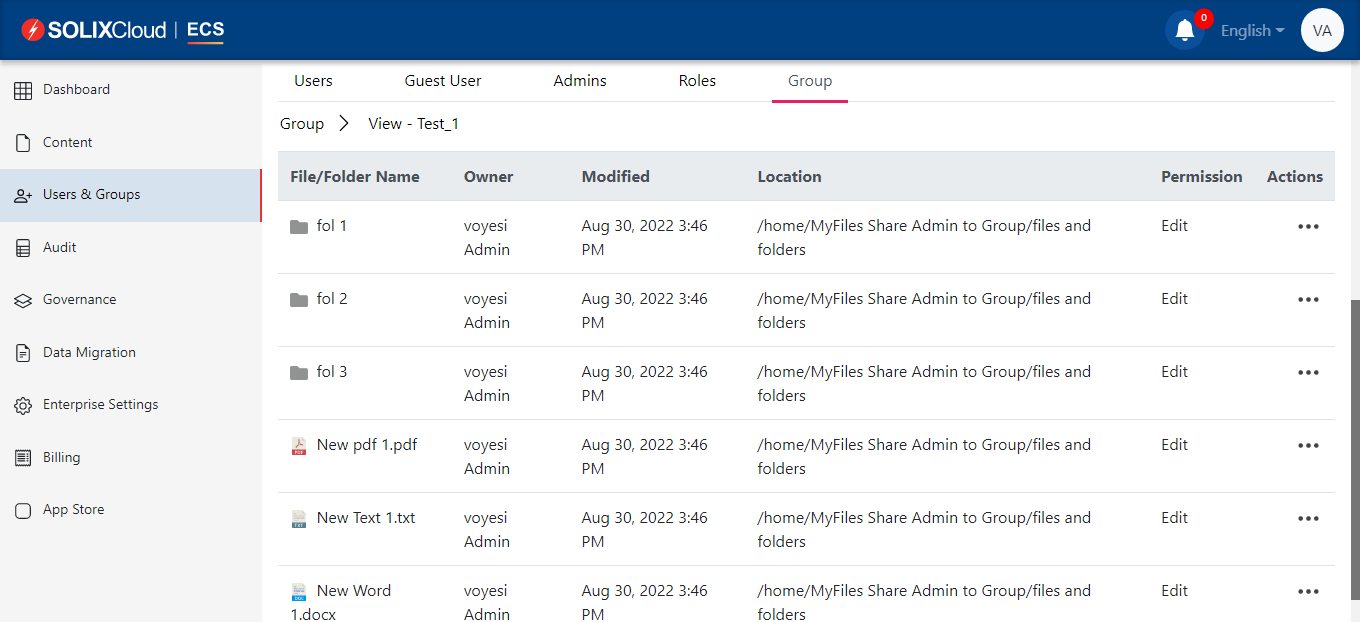 SOLIXCloud | ECS
0
English
VA
Dashboard
Content
Users & Groups
Audit
Governance
Data Migration
Enterprise Settings
Billing
App Store
Users Guest User Admins Roles Group
Group > View - Test_1
File/Folder Name Owner Modified Location Permission Actions
fol 1 voyesi Aug 30, 2022 3:46 /home/MyFiles Share Admin to Group/files and Edit
Admin PM folders
fol 2 voyesi Aug 30, 2022 3:46 /home/MyFiles Share Admin to Group/files and Edit
Admin PM folders
fol 3 voyesi Aug 30, 2022 3:46 /home/MyFiles Share Admin to Group/files and Edit
Admin PM folders
New pdf 1.pdf voyesi Aug 30, 2022 3:46 /home/MyFiles Share Admin to Group/files and Edit
Admin PM folders
New Text 1.txt voyesi Aug 30, 2022 3:46 /home/MyFiles Share Admin to Group/files and Edit
Admin PM folders
New Word voyesi Aug 30, 2022 3:46 /home/MyFiles Share Admin to Group/files and Edit
1.docx Admin PM folders